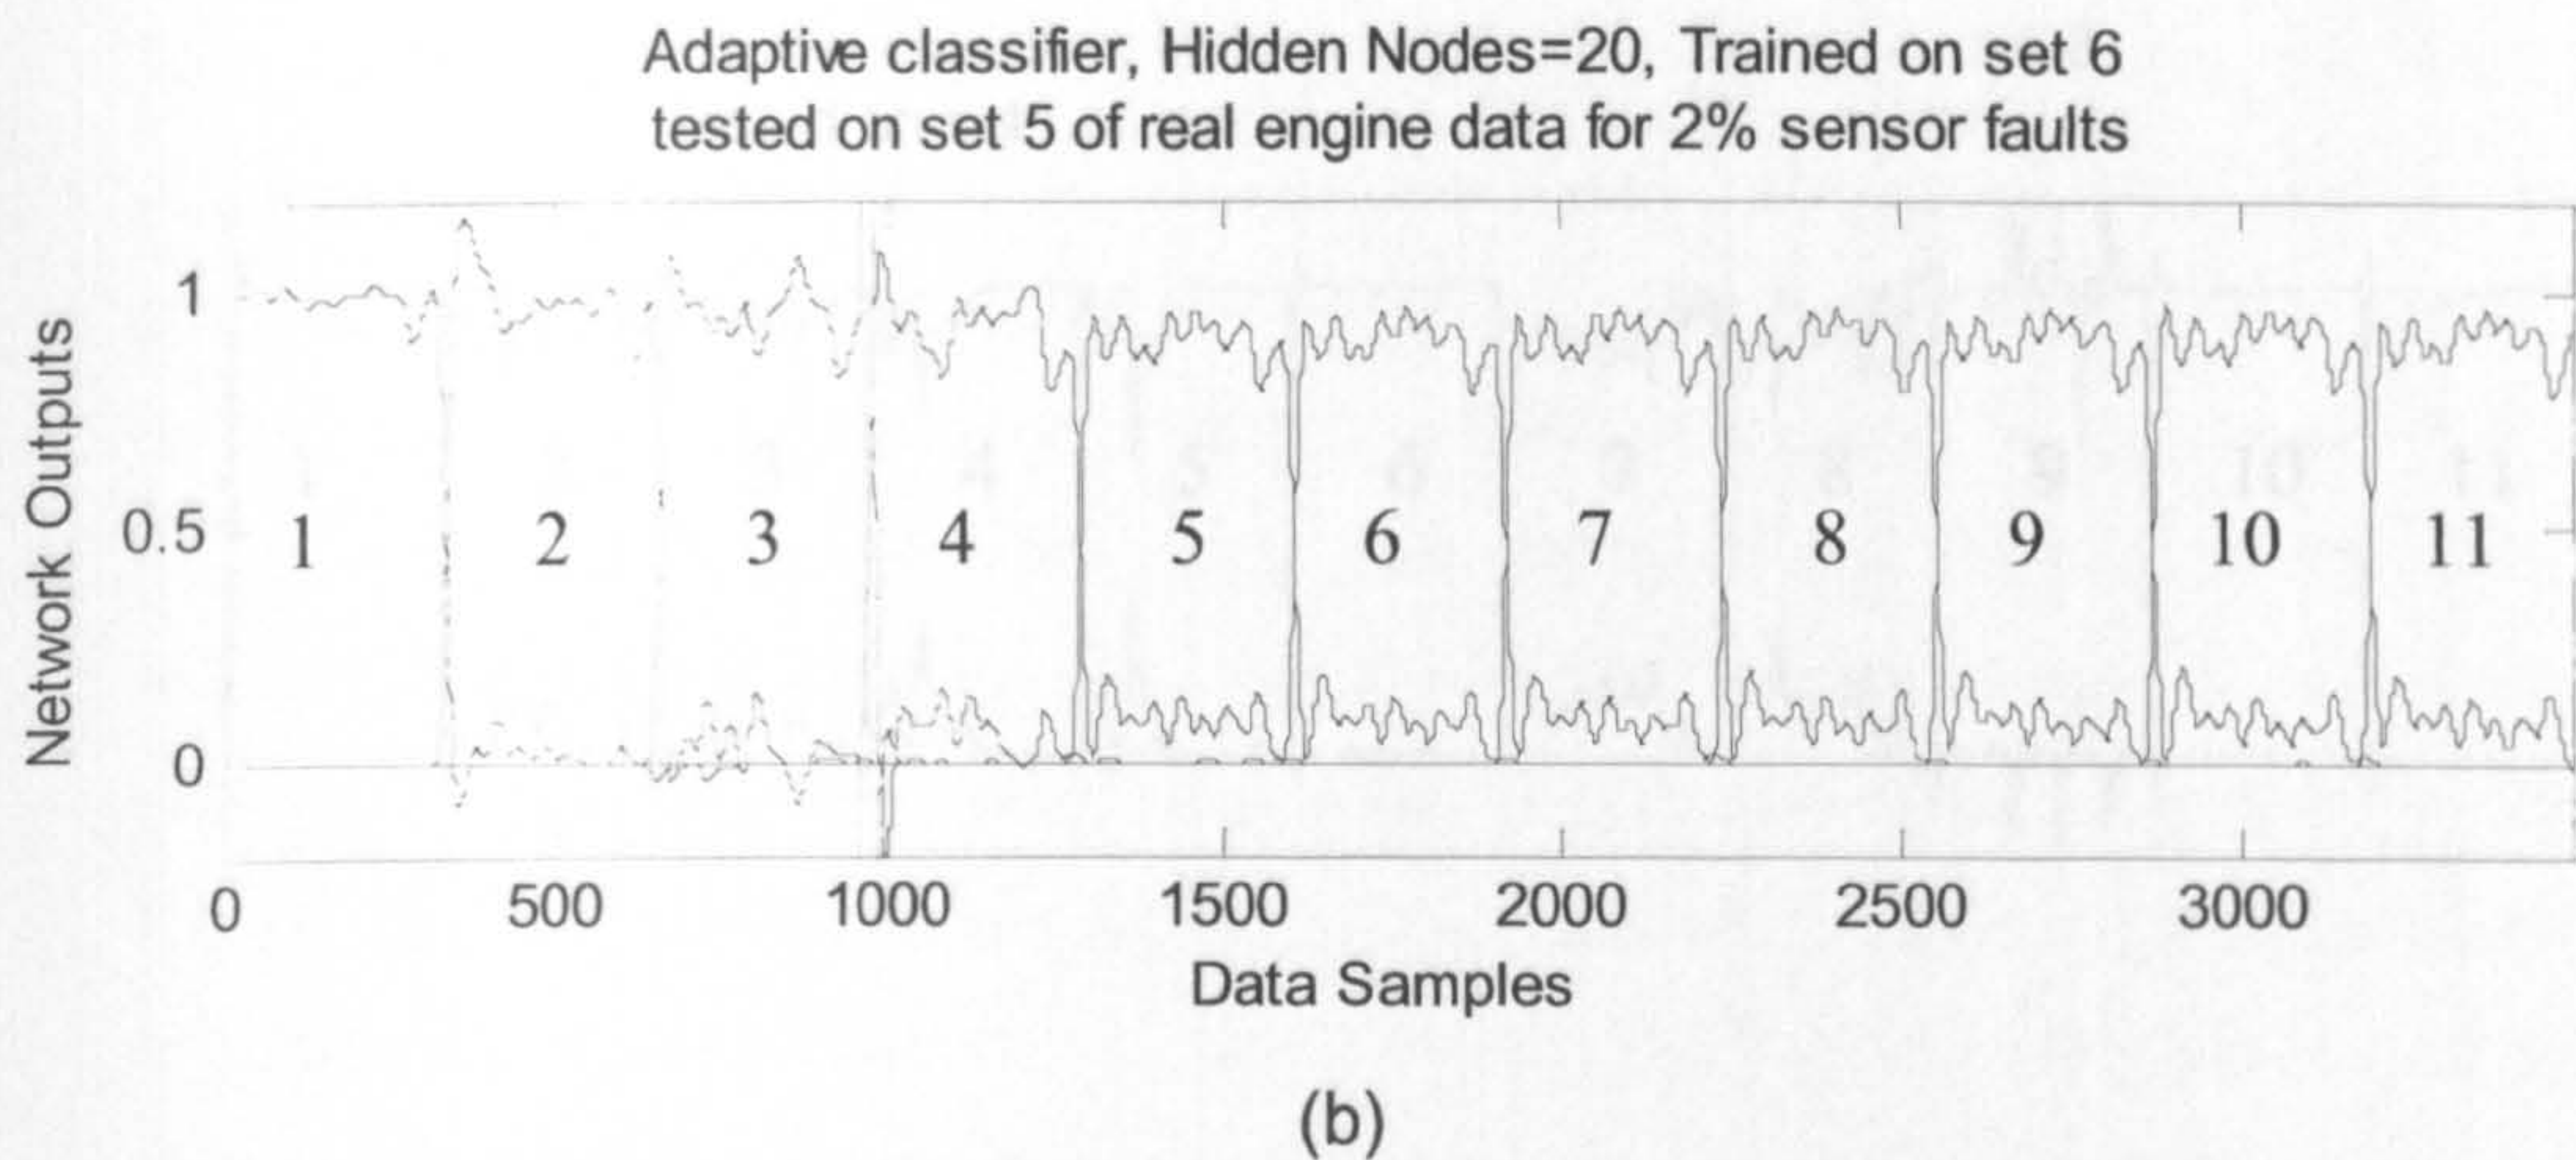 Adaptive classifier, Hidden Nodes=20, Trained on set 6
tested on set 5 of real engine data for 2% sensor faults
Network Outputs
1
0.5
0
1 2 3 4 5 6 7 8 9 10 11
0 500 1000 1500 2000 2500 3000
Data Samples
(b)